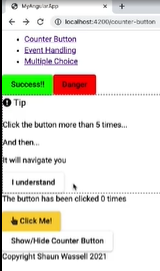 MyAngularApp
localhost:4200/counter-button
Counter Button
Event Handling
Multiple Choice
Success!! Danger
Tip
Click the button more than 5 times...
And then...
It will navigate you
I understand
The button has been clicked 0 times
Click Me!
Show/Hide Counter Button
Copyright Shaun Wassell 2021